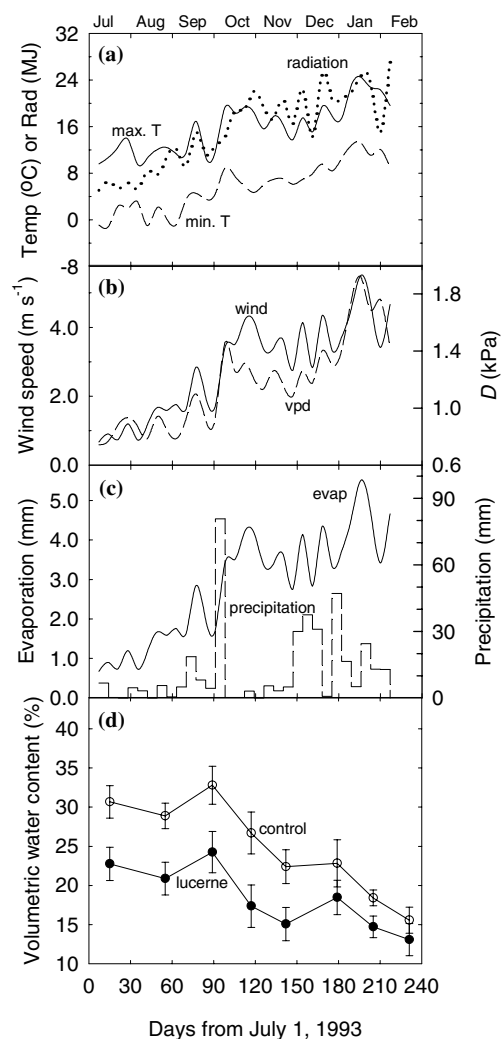 Jul Aug Sep Oct Nov Dec Jan Feb
32
(a)
radiation
24
16
max. T
8
0
min. T
-8
Temp (ºC) or Rad (MJ)
(b)
wind
4.0
2.0
0.0
vpd
Wind speed (m s⁻¹)
1.8
1.4
1.0
0.6
D (kPa)
(c)
evap
5.0
4.0
3.0
2.0
1.0
0.0
precipitation
Evaporation (mm)
90
60
30
0
Precipitation (mm)
(d)
40
35
30
25
20
15
10
control
lucerne
Volumetric water content (%)
0 30 60 90 120 150 180 210 240
Days from July 1, 1993